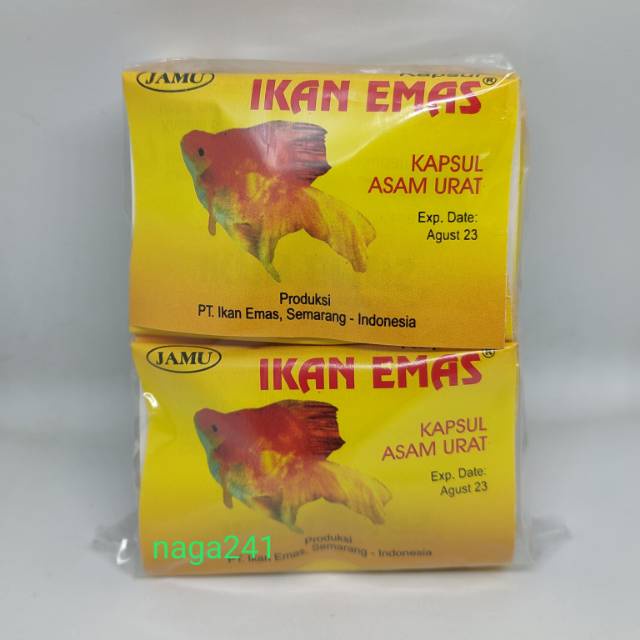 JAMU
Kapsul
IKAN EMAS®
KAPSUL
ASAM URAT
Exp. Date:
Agust 23
Produksi
PT. Ikan Emas, Semarang - Indonesia
JAMU
IKAN EMAS®
KAPSUL
ASAM URAT
Exp. Date:
Agust 23
naga241
Produksi
PT. Ikan Emas, Semarang - Indonesia